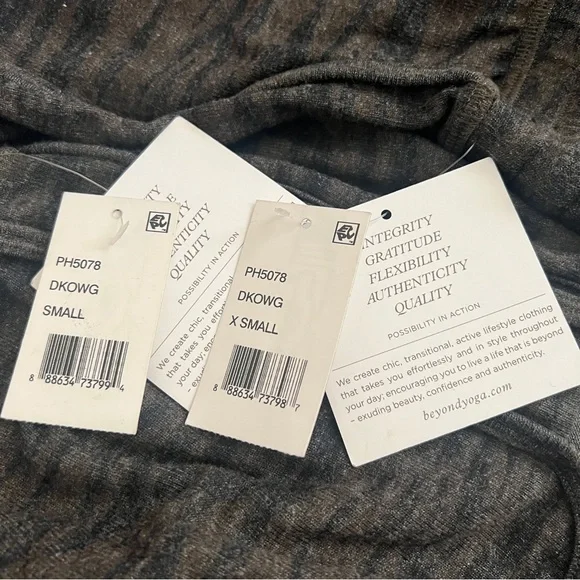 PH5078
DKOWG
SMALL
8 88634 73799 4
QUALITY
POSSIBILITY IN ACTION
We create chic, transitional
that takes you
your day;
– exuding
PH5078
DKOWG
X SMALL
8 88634 73798 7
INTEGRITY
GRATITUDE
FLEXIBILITY
AUTHENTICITY
QUALITY
POSSIBILITY IN ACTION
We create chic, transitional, active lifestyle clothing
that takes you effortlessly and in style throughout
your day; encouraging you to live a life that is beyond
– exuding beauty, confidence and authenticity.
beyondyoga.com